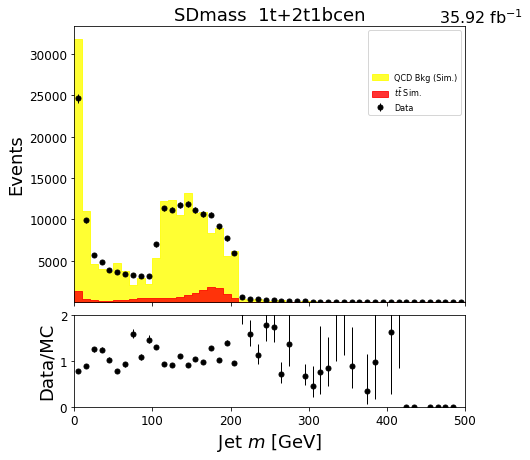 SDmass 1t+2t1bcen
35.92 fb⁻¹
Events
30000
25000
20000
15000
10000
5000
QCD Bkg (Sim.)
tt̄ Sim.
Data
Data/MC
2
1
0
0 100 200 300 400 500
Jet m [GeV]